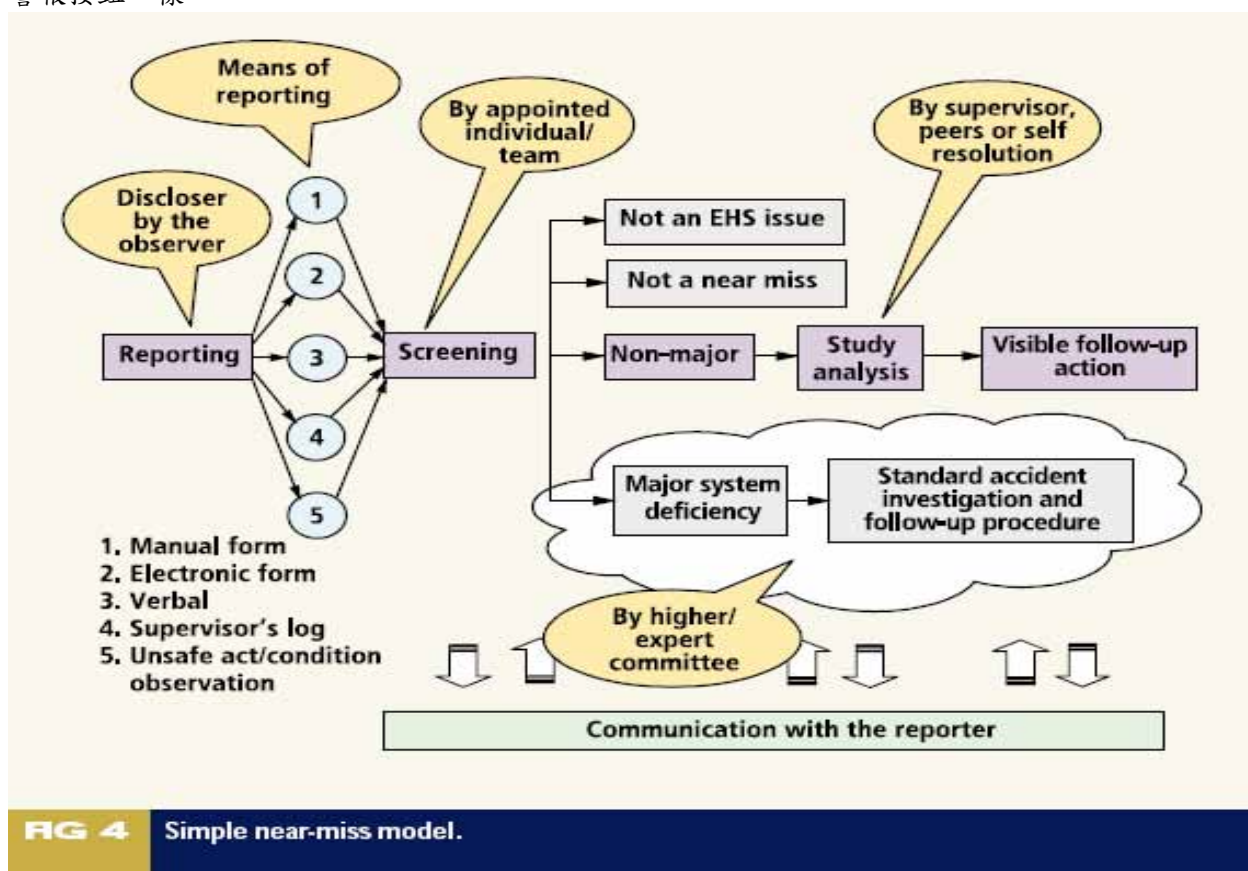 Means of
reporting
By appointed
individual/
team
By supervisor,
peers or self
resolution
Discloser
by the
observer
1
2
3
4
5
Reporting
Screening
Not an EHS issue
Not a near miss
Non-major
Study
analysis
Visible follow-up
action
Major system
deficiency
Standard accident
investigation and
follow-up procedure
1. Manual form
2. Electronic form
3. Verbal
4. Supervisor's log
5. Unsafe act/condition
observation
By higher/
expert
committee
Communication with the reporter
FIG 4
Simple near-miss model.